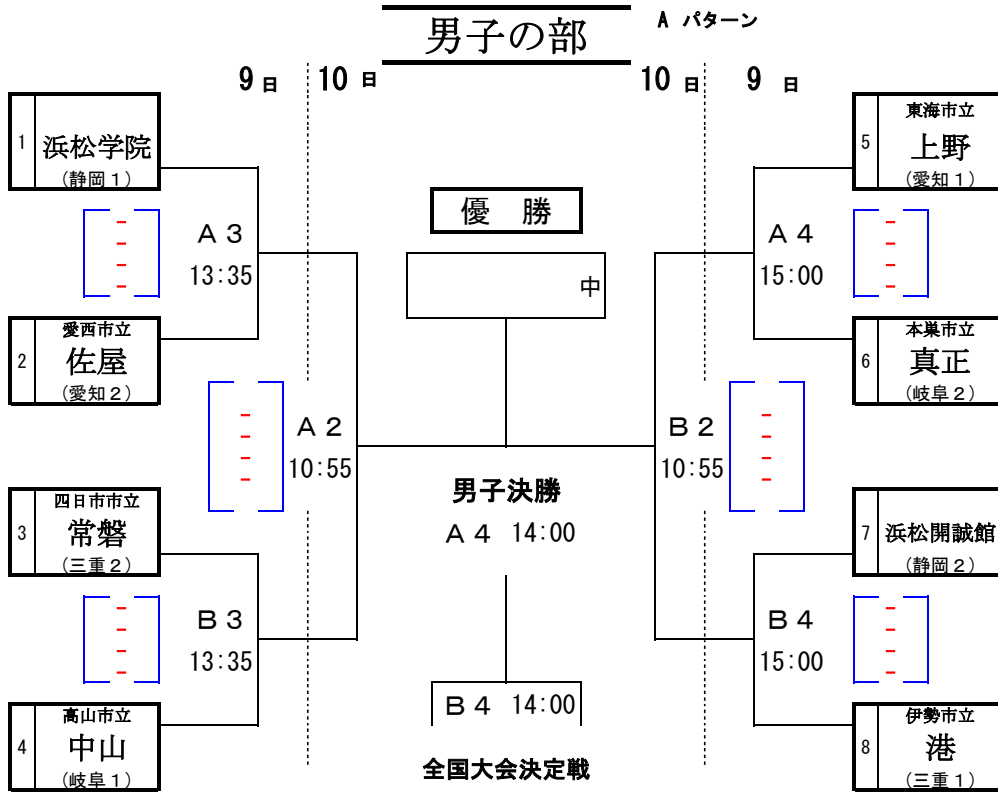 男子の部
A パターン
9日 10日
10日 9日
1 浜松学院
(静岡1)
A3
13:35
2 愛西市立
佐屋
(愛知2)
A2
10:55
3 四日市市立
常磐
(三重2)
B3
13:35
4 高山市立
中山
(岐阜1)
優 勝
中
男子決勝
A4 14:00
B4 14:00
全国大会決定戦
5 東海市立
上野
(愛知1)
A4
15:00
6 本巣市立
真正
(岐阜2)
B2
10:55
7 浜松開誠館
(静岡2)
B4
15:00
8 伊勢市立
港
(三重1)